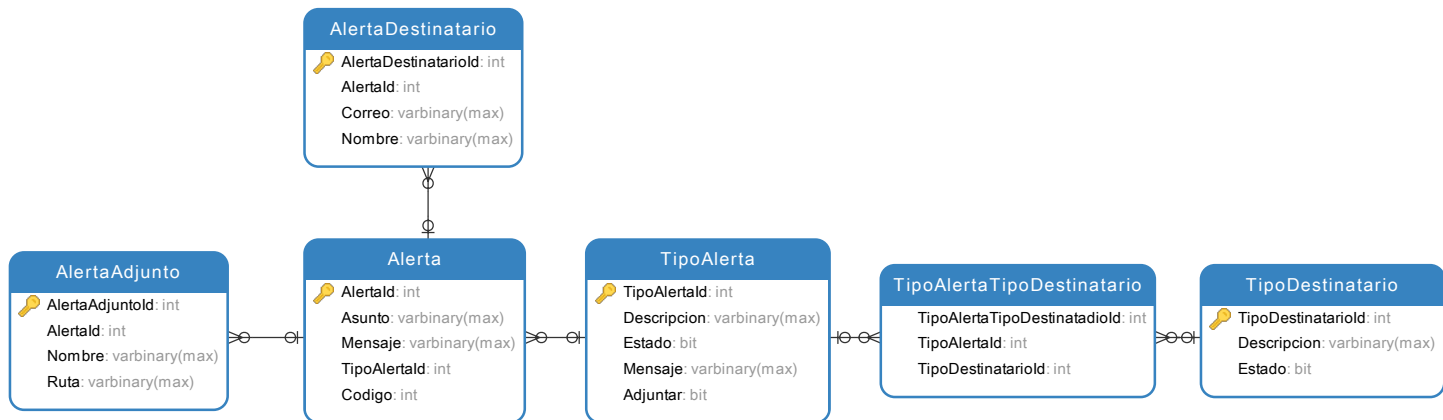 AlertaDestinatario
AlertaDestinatarioId: int
AlertaId: int
Correo: varbinary(max)
Nombre: varbinary(max)
AlertaAdjunto
AlertaAdjuntoId: int
AlertaId: int
Nombre: varbinary(max)
Ruta: varbinary(max)
Alerta
AlertaId: int
Asunto: varbinary(max)
Mensaje: varbinary(max)
TipoAlertaId: int
Codigo: int
TipoAlerta
TipoAlertaId: int
Descripcion: varbinary(max)
Estado: bit
Mensaje: varbinary(max)
Adjuntar: bit
TipoAlertaTipoDestinatario
TipoAlertaTipoDestinatadioId: int
TipoAlertaId: int
TipoDestinatarioId: int
TipoDestinatario
TipoDestinatarioId: int
Descripcion: varbinary(max)
Estado: bit